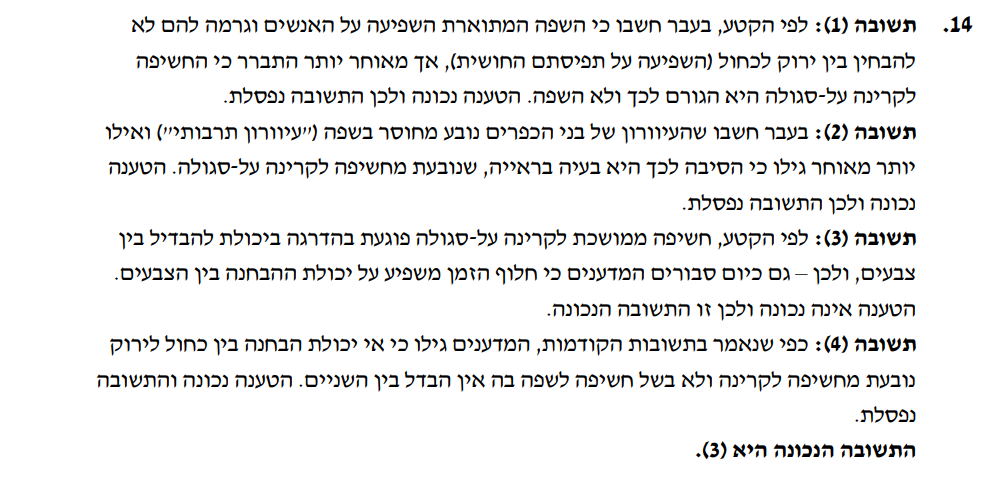 14. תשובה (1): לפי הקטע, בעבר חשבו כי השפה המתוארת השפיעה על האנשים וגרמה להם לא
להבחין בין ירוק לכחול (השפיעה על תפיסתם החושית), אך מאוחר יותר התברר כי החשיפה
לקרינה על-סגולה היא הגורם לכך ולא השפה. הטענה נכונה ולכן התשובה נפסלת.
תשובה (2): בעבר חשבו שהעיוורון של בני הכפרים נובע מחוסר בשפה ("עיוורון תרבותי") ואילו
יותר מאוחר גילו כי הסיבה לכך היא בעיה בראייה, שנובעת מחשיפה לקרינה על-סגולה. הטענה
נכונה ולכן התשובה נפסלת.
תשובה (3): לפי הקטע, חשיפה ממושכת לקרינה על-סגולה פוגעת בהדרגה ביכולת להבדיל בין
צבעים, ולכן – גם כיום סבורים המדענים כי חלוף הזמן משפיע על יכולת ההבחנה בין הצבעים.
הטענה אינה נכונה ולכן זו התשובה הנכונה.
תשובה (4): כפי שנאמר בתשובות הקודמות, המדענים גילו כי אי יכולת הבחנה בין כחול לירוק
נובעת מחשיפה לקרינה ולא בשל חשיפה לשפה בה אין הבדל בין השניים. הטענה נכונה והתשובה
נפסלת.
התשובה הנכונה היא (3).